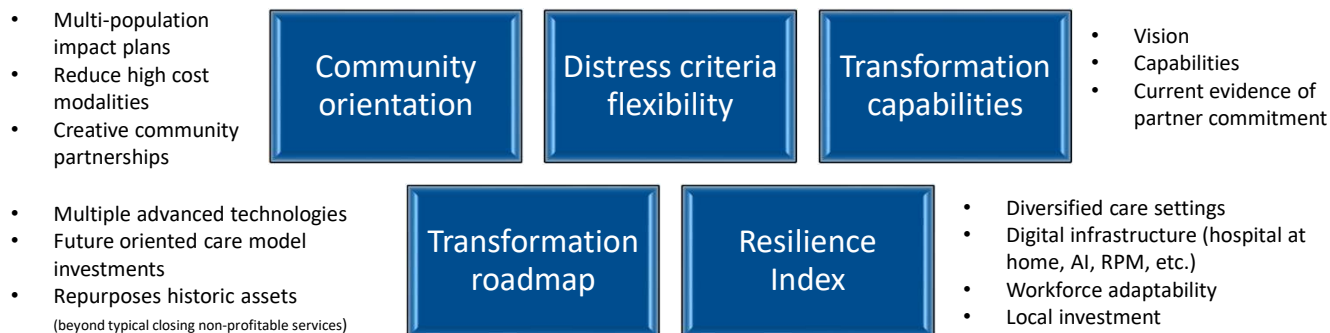 • Multi-population
impact plans
• Reduce high cost
modalities
• Creative community
partnerships
Community
orientation
Distress criteria
flexibility
Transformation
capabilities
• Vision
• Capabilities
• Current evidence of
partner commitment
• Multiple advanced technologies
• Future oriented care model
investments
• Repurposes historic assets
(beyond typical closing non-profitable services)
Transformation
roadmap
Resilience
Index
• Diversified care settings
• Digital infrastructure (hospital at
home, AI, RPM, etc.)
• Workforce adaptability
• Local investment